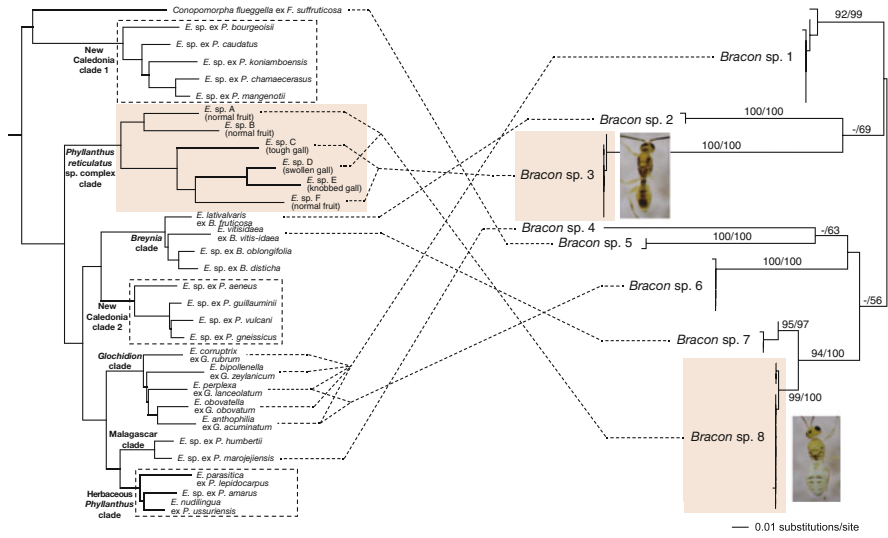 Conopomorpha flueggella ex F. suffruticosa
New
Caledonia
clade 1
E. sp. ex P. bourgeoisii
E. sp. ex P. caudatus
E. sp. ex P. koniamboensis
E. sp. ex P. chamaecerasus
E. sp. ex P. mangenotii
Phyllanthus
reticulatus
sp. complex
clade
E. sp. A
(normal fruit)
E. sp. B
(normal fruit)
E. sp. C
(tough gall)
E. sp. D
(swollen gall)
E. sp. E
(knobbed gall)
E. sp. F
(normal fruit)
Breynia
clade
E. lativalvaris
ex B. fruticosa
E. vitisidaea
ex B. vitis-idaea
E. sp. ex B. oblongifolia
E. sp. ex B. disticha
New
Caledonia
clade 2
E. sp. ex P. aeneus
E. sp. ex P. guillauminii
E. sp. ex P. vulcani
E. sp. ex P. gneissicus
Glochidion
clade
E. corruptrix
ex G. rubrum
E. bipollenella
ex G. zeylanicum
E. perplexa
ex G. lanceolatum
E. obovatella
ex G. obovatum
E. anthophilia
ex G. acuminatum
Malagascar
clade
E. sp. ex P. humbertii
E. sp. ex P. marojejiensis
Herbaceous
Phyllanthus
clade
E. parasitica
ex P. lepidocarpus
E. sp. ex P. amarus
E. nudilingua
ex P. ussuriensis
Bracon sp. 1
92/99
Bracon sp. 2
100/100
-/69
100/100
Bracon sp. 3
Bracon sp. 4
-/63
Bracon sp. 5
100/100
Bracon sp. 6
100/100
-/56
Bracon sp. 7
95/97
94/100
99/100
Bracon sp. 8
0.01 substitutions/site